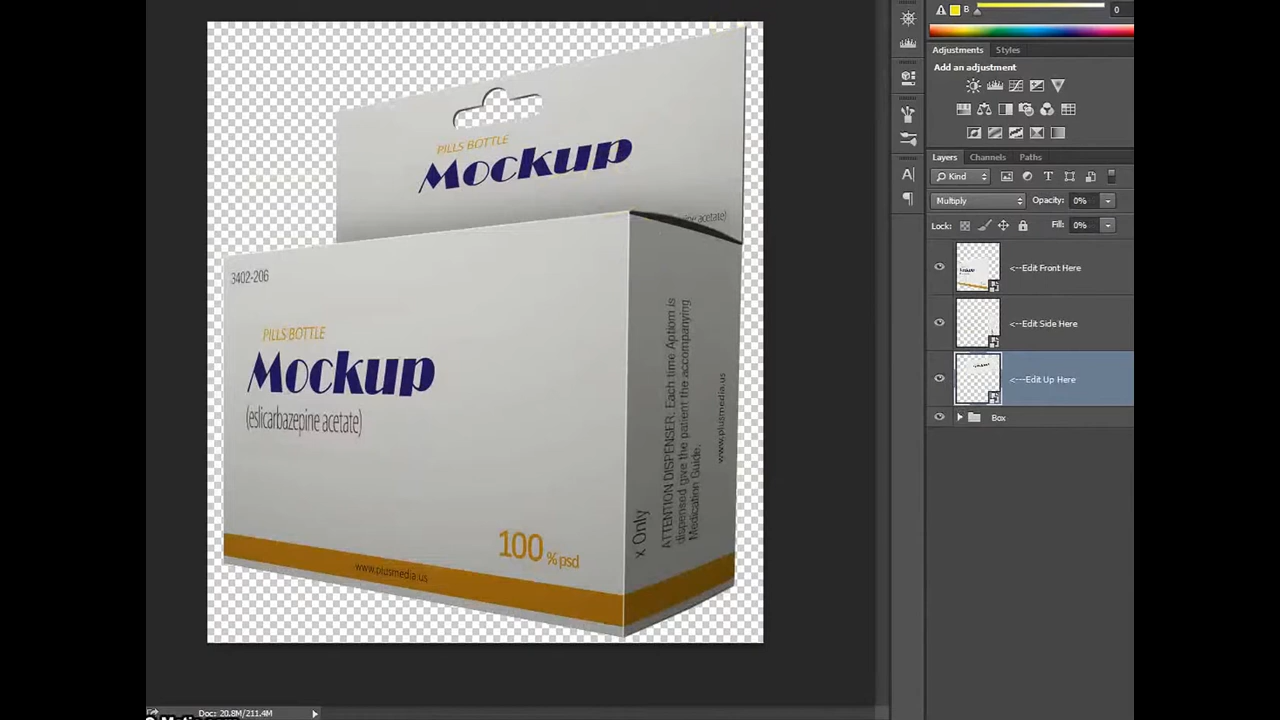 B
0
Adjustments Styles
Add an adjustment
Layers Channels Paths
Kind
Multiply Opacity: 0%
Lock: Fill: 0%
<--Edit Front Here
<--Edit Side Here
<---Edit Up Here
Box
PILLS BOTTLE
Mockup
acetate)
3402-206
PILLS BOTTLE
Mockup
(eslicarbazepine acetate)
100 % psd
www.plusmedia.us
x Only
ATTENTION DISPENSER. Each time Aptiom is
dispensed give the patient the accompanying
Medication Guide.
www.plusmedia.us
Doc: 20.8M/211.4M